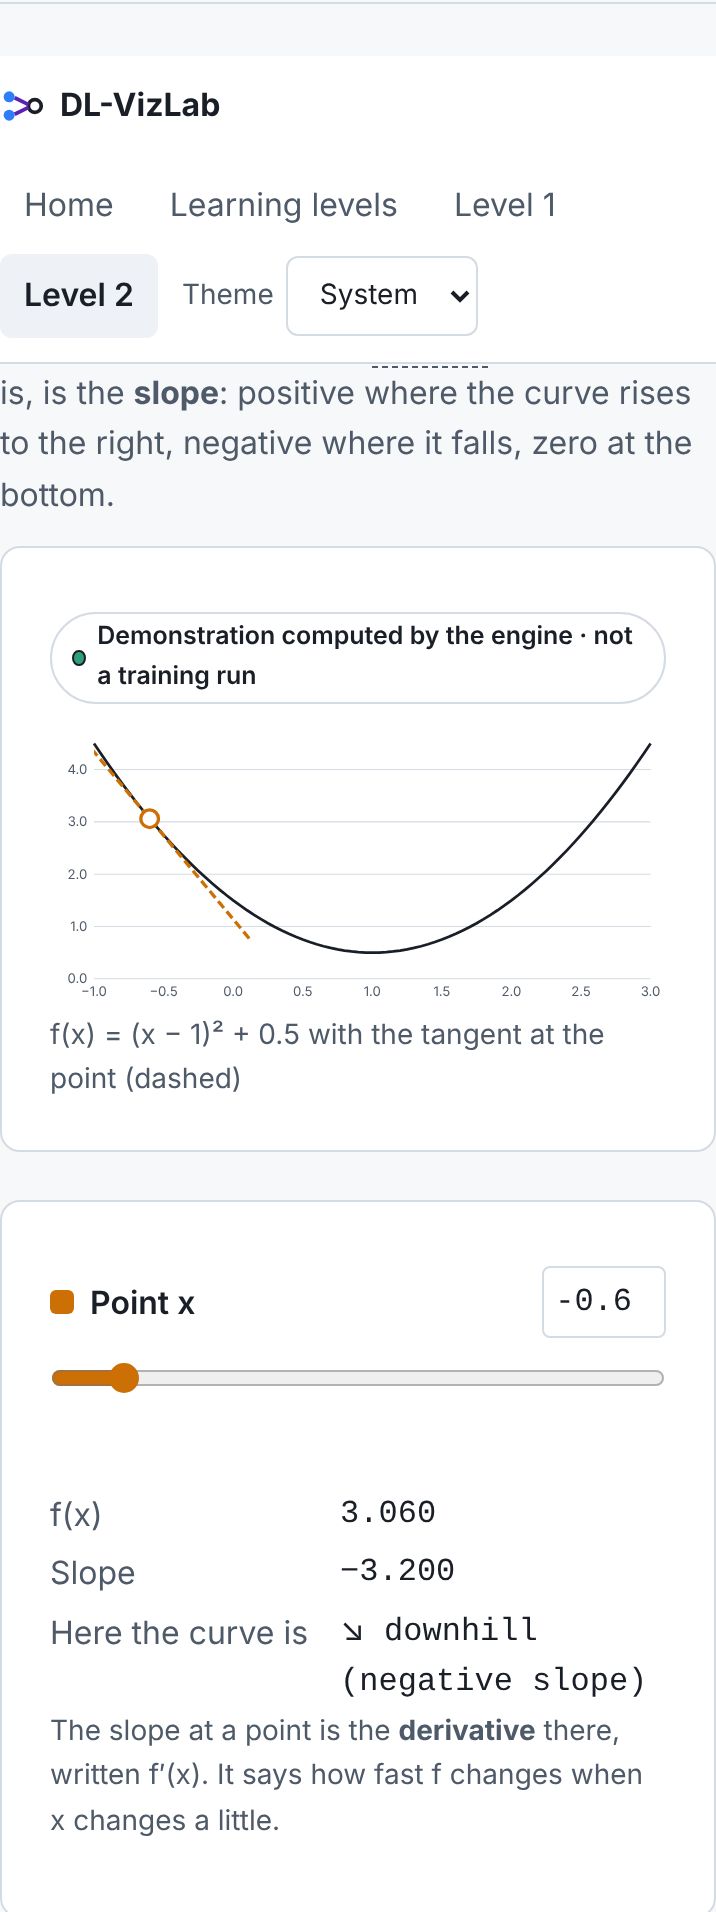 DL-VizLab
Home Learning levels Level 1
Level 2 Theme System
is, is the slope: positive where the curve rises
to the right, negative where it falls, zero at the
bottom.
Demonstration computed by the engine · not
a training run
4.0
3.0
2.0
1.0
0.0
−1.0 −0.5 0.0 0.5 1.0 1.5 2.0 2.5 3.0
f(x) = (x − 1)² + 0.5 with the tangent at the
point (dashed)
Point x -0.6
f(x) 3.060
Slope −3.200
Here the curve is ↘ downhill
(negative slope)
The slope at a point is the derivative there,
written f′(x). It says how fast f changes when
x changes a little.